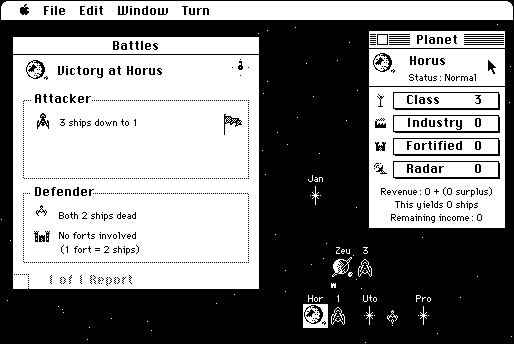 File Edit Window Turn
Battles
Victory at Horus
Attacker
3 ships down to 1
Defender
Both 2 ships dead
No forts involved
(1 fort = 2 ships)
1 of 1 Report
Planet
Horus
Status : Normal
Class 3
Industry 0
Fortified 0
Radar 0
Revenue : 0 + (0 surplus)
This yields 0 ships
Remaining income : 0
Jan
Zeu 3
Hor 1 Uto Pro